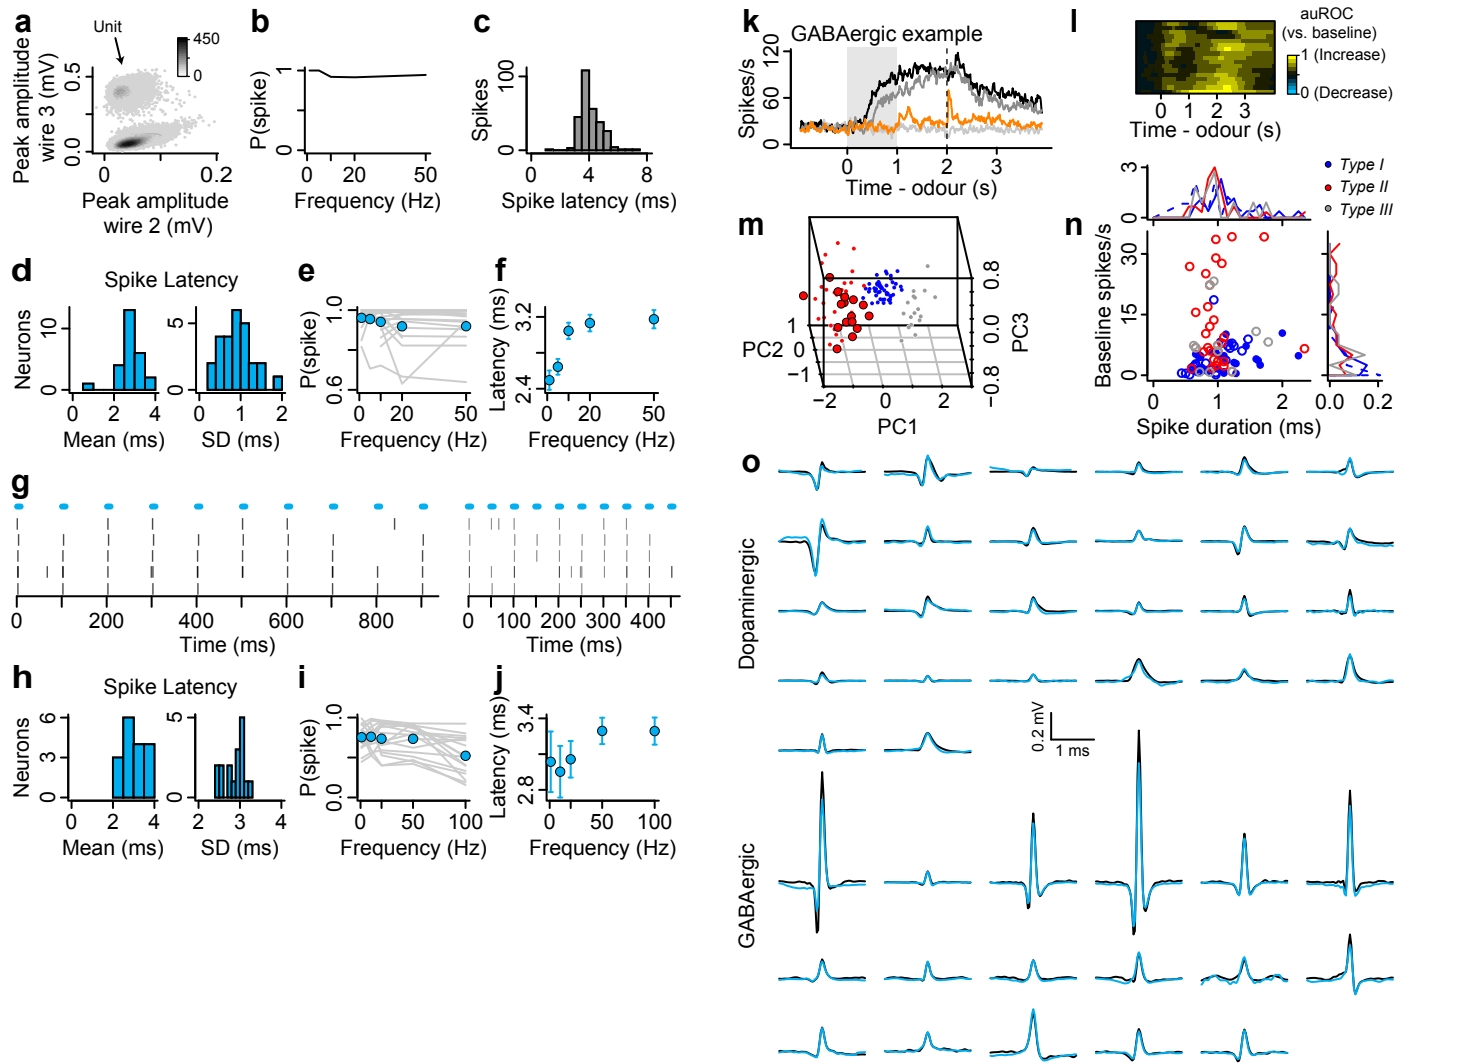 a
Unit
450
0
Peak amplitude
wire 3 (mV)
0.5
0.0
0
0.2
Peak amplitude
wire 2 (mV)
b
P(spike)
1
0
0
20
50
Frequency (Hz)
c
Spikes
100
0
0
4
8
Spike latency (ms)
d
Spike Latency
Neurons
10
0
0
2
4
Mean (ms)
5
0
0
1
2
SD (ms)
e
P(spike)
1.0
0.6
0
20
50
Frequency (Hz)
f
Latency (ms)
3.2
2.4
0
20
50
Frequency (Hz)
g
0
200
400
600
800
Time (ms)
0
100
200
300
400
Time (ms)
h
Spike Latency
Neurons
6
3
0
0
2
4
Mean (ms)
5
0
2
3
4
SD (ms)
i
P(spike)
1.0
0.0
0
50
100
Frequency (Hz)
j
Latency (ms)
3.4
2.8
0
50
100
Frequency (Hz)
k
GABAergic example
Spikes/s
120
60
0
0
1
2
3
Time - odour (s)
l
auROC
(vs. baseline)
1 (Increase)
0 (Decrease)
0
1
2
3
Time - odour (s)
m
1
0
−1
PC2
−2
0
2
PC1
0.8
0.0
−0.8
PC3
n
3
0
Type I
Type II
Type III
Baseline spikes/s
30
15
0
0
1
2
Spike duration (ms)
0.0
0.2
o
Dopaminergic
0.2 mV
1 ms
GABAergic